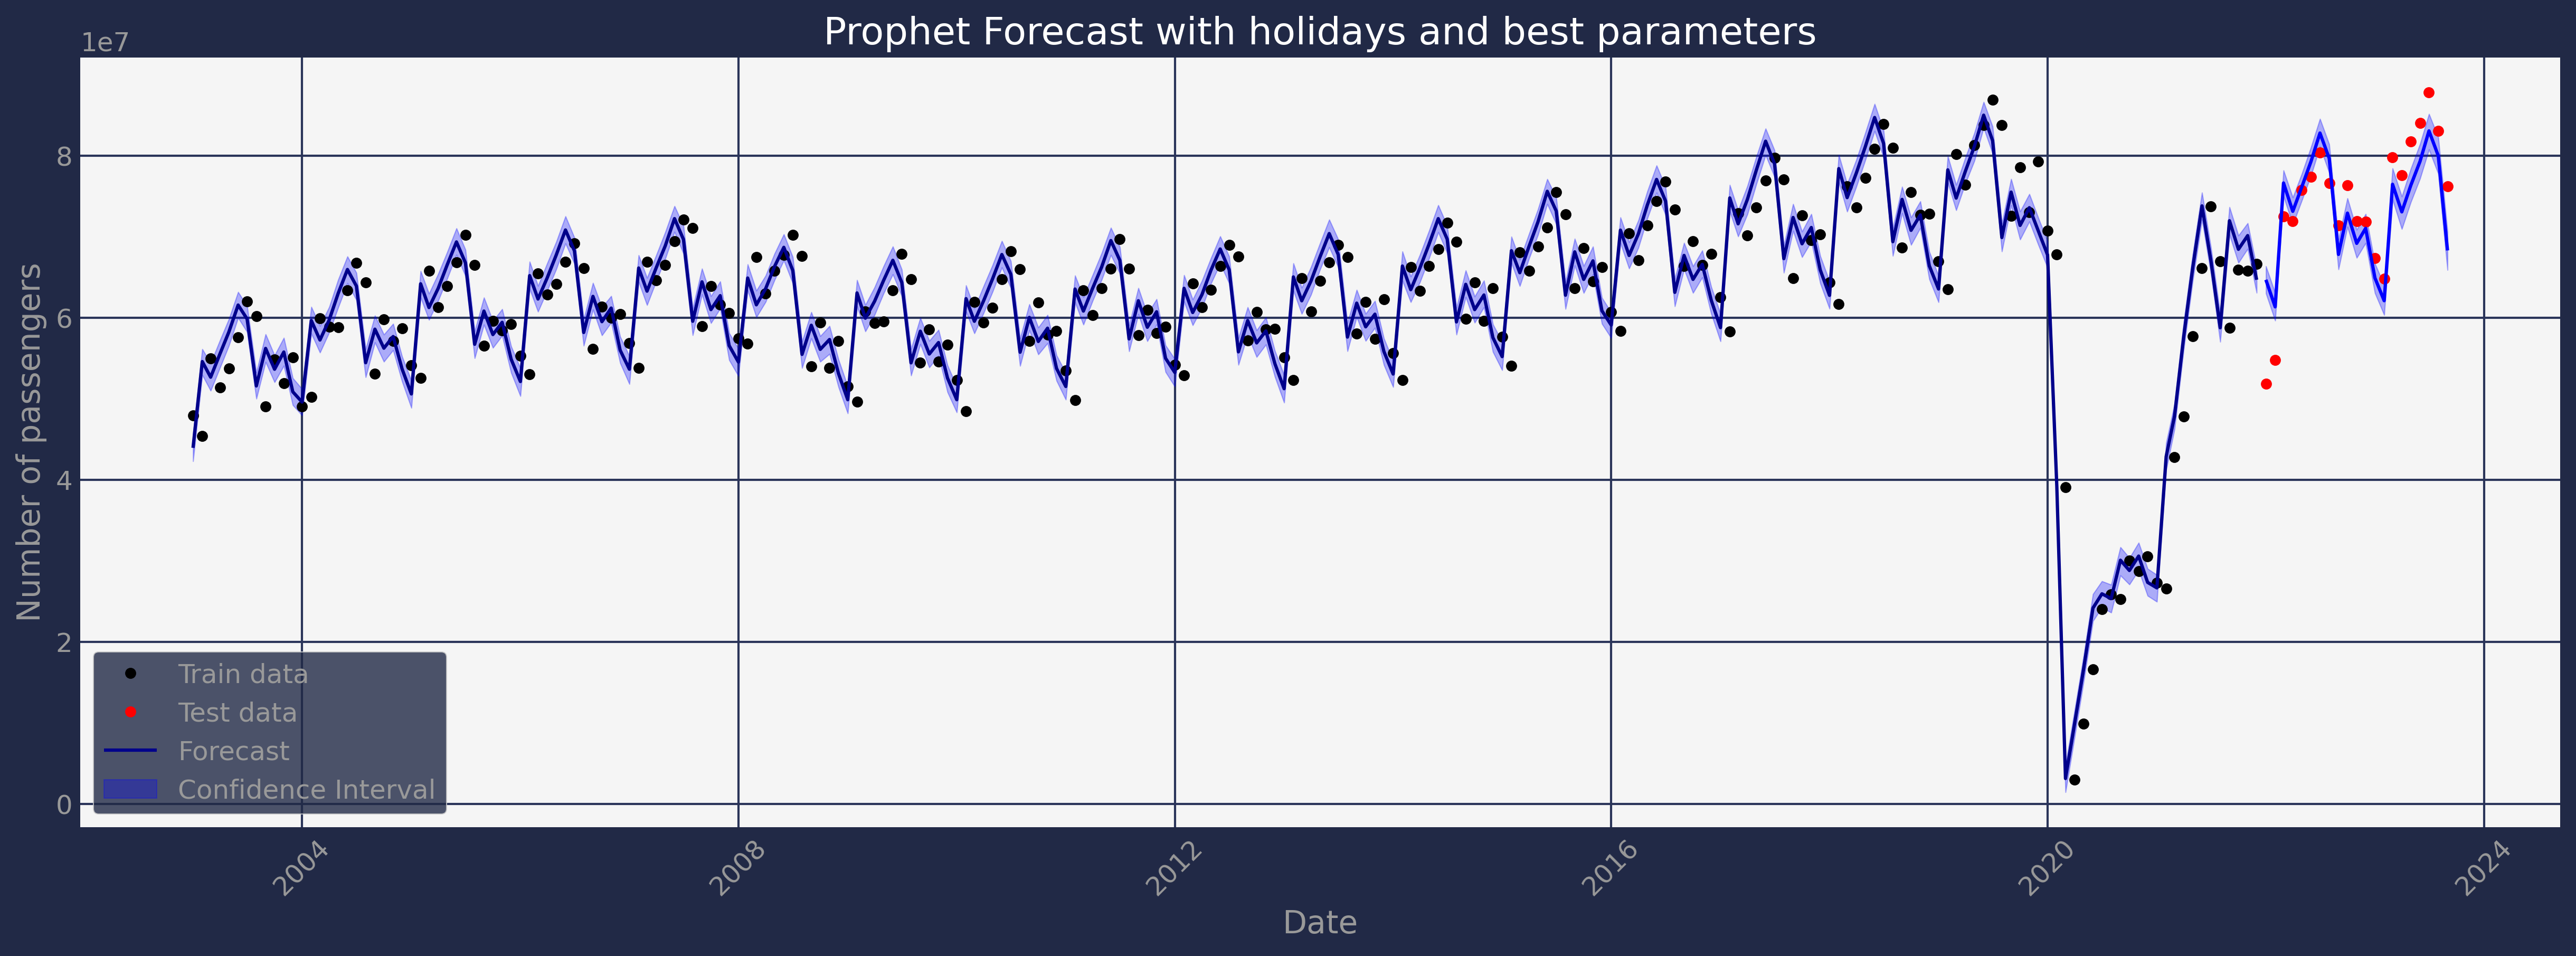 Prophet Forecast with holidays and best parameters
1e7
Number of passengers
8
6
4
2
0
Train data
Test data
Forecast
Confidence Interval
2004
2008
2012
2016
2020
2024
Date